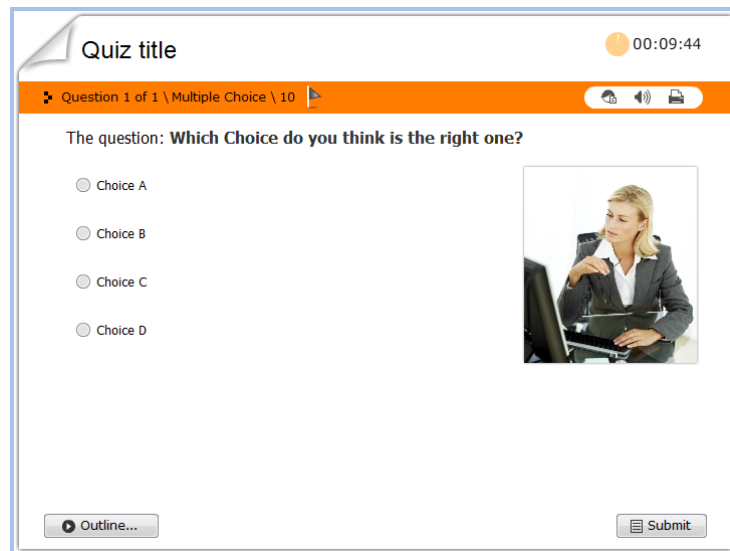 Quiz title
00:09:44
Question 1 of 1 \ Multiple Choice \ 10
The question: Which Choice do you think is the right one?
Choice A
Choice B
Choice C
Choice D
Outline...
Submit